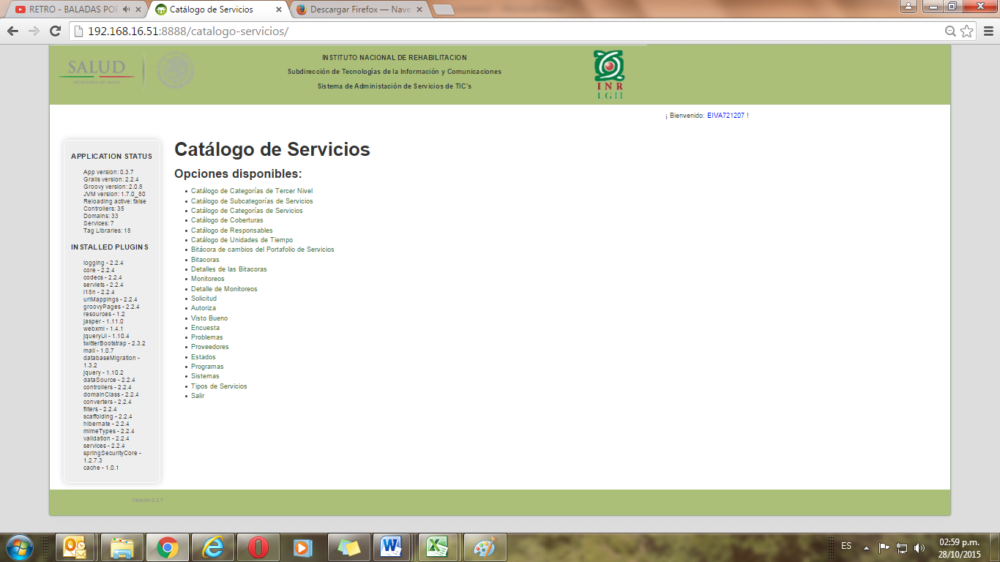 RETRO - BALADAS POP
Catálogo de Servicios
Descargar Firefox — Nave
192.168.16.51:8888/catalogo-servicios/
SALUD
SECRETARÍA DE SALUD
INSTITUTO NACIONAL DE REHABILITACION
Subdirección de Tecnologías de la Información y Comunicaciones
Sistema de Administación de Servicios de TIC's
INR
LGII
¡ Bienvenido: EIVA721207 !
APPLICATION STATUS
App version: 0.3.7
Grails version: 2.2.4
Groovy version: 2.0.8
JVM version: 1.7.0_80
Reloading active: false
Controllers: 35
Domains: 33
Services: 7
Tag Libraries: 18
INSTALLED PLUGINS
logging - 2.2.4
core - 2.2.4
codecs - 2.2.4
servlets - 2.2.4
i18n - 2.2.4
urlMappings - 2.2.4
groovyPages - 2.2.4
resources - 1.2
jasper - 1.11.0
webxml - 1.4.1
jqueryUi - 1.10.4
twitterBootstrap - 2.3.2
mail - 1.0.7
databaseMigration -
1.3.2
jquery - 1.10.2
dataSource - 2.2.4
controllers - 2.2.4
domainClass - 2.2.4
converters - 2.2.4
filters - 2.2.4
scaffolding - 2.2.4
hibernate - 2.2.4
mimeTypes - 2.2.4
validation - 2.2.4
services - 2.2.4
springSecurityCore -
1.2.7.3
cache - 1.0.1
Catálogo de Servicios
Opciones disponibles:
Catálogo de Categorías de Tercer Nivel
Catálogo de Subcategorías de Servicios
Catálogo de Categorías de Servicios
Catálogo de Coberturas
Catálogo de Responsables
Catálogo de Unidades de Tiempo
Bitácora de cambios del Portafolio de Servicios
Bitacoras
Detalles de las Bitacoras
Monitoreos
Detalle de Monitoreos
Solicitud
Autoriza
Visto Bueno
Encuesta
Problemas
Proveedores
Estados
Programas
Sistemas
Tipos de Servicios
Salir
Versión 0.3.7
ES
02:59 p.m.
28/10/2015